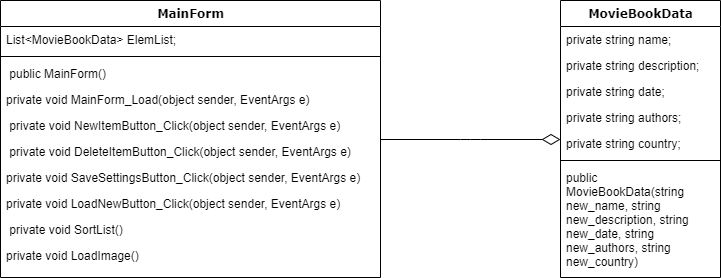 MainForm
List<MovieBookData> ElemList;
public MainForm()
private void MainForm_Load(object sender, EventArgs e)
private void NewItemButton_Click(object sender, EventArgs e)
private void DeleteItemButton_Click(object sender, EventArgs e)
private void SaveSettingsButton_Click(object sender, EventArgs e)
private void LoadNewButton_Click(object sender, EventArgs e)
private void SortList()
private void LoadImage()
MovieBookData
private string name;
private string description;
private string date;
private string authors;
private string country;
public
MovieBookData(string
new_name, string
new_description, string
new_date, string
new_authors, string
new_country)